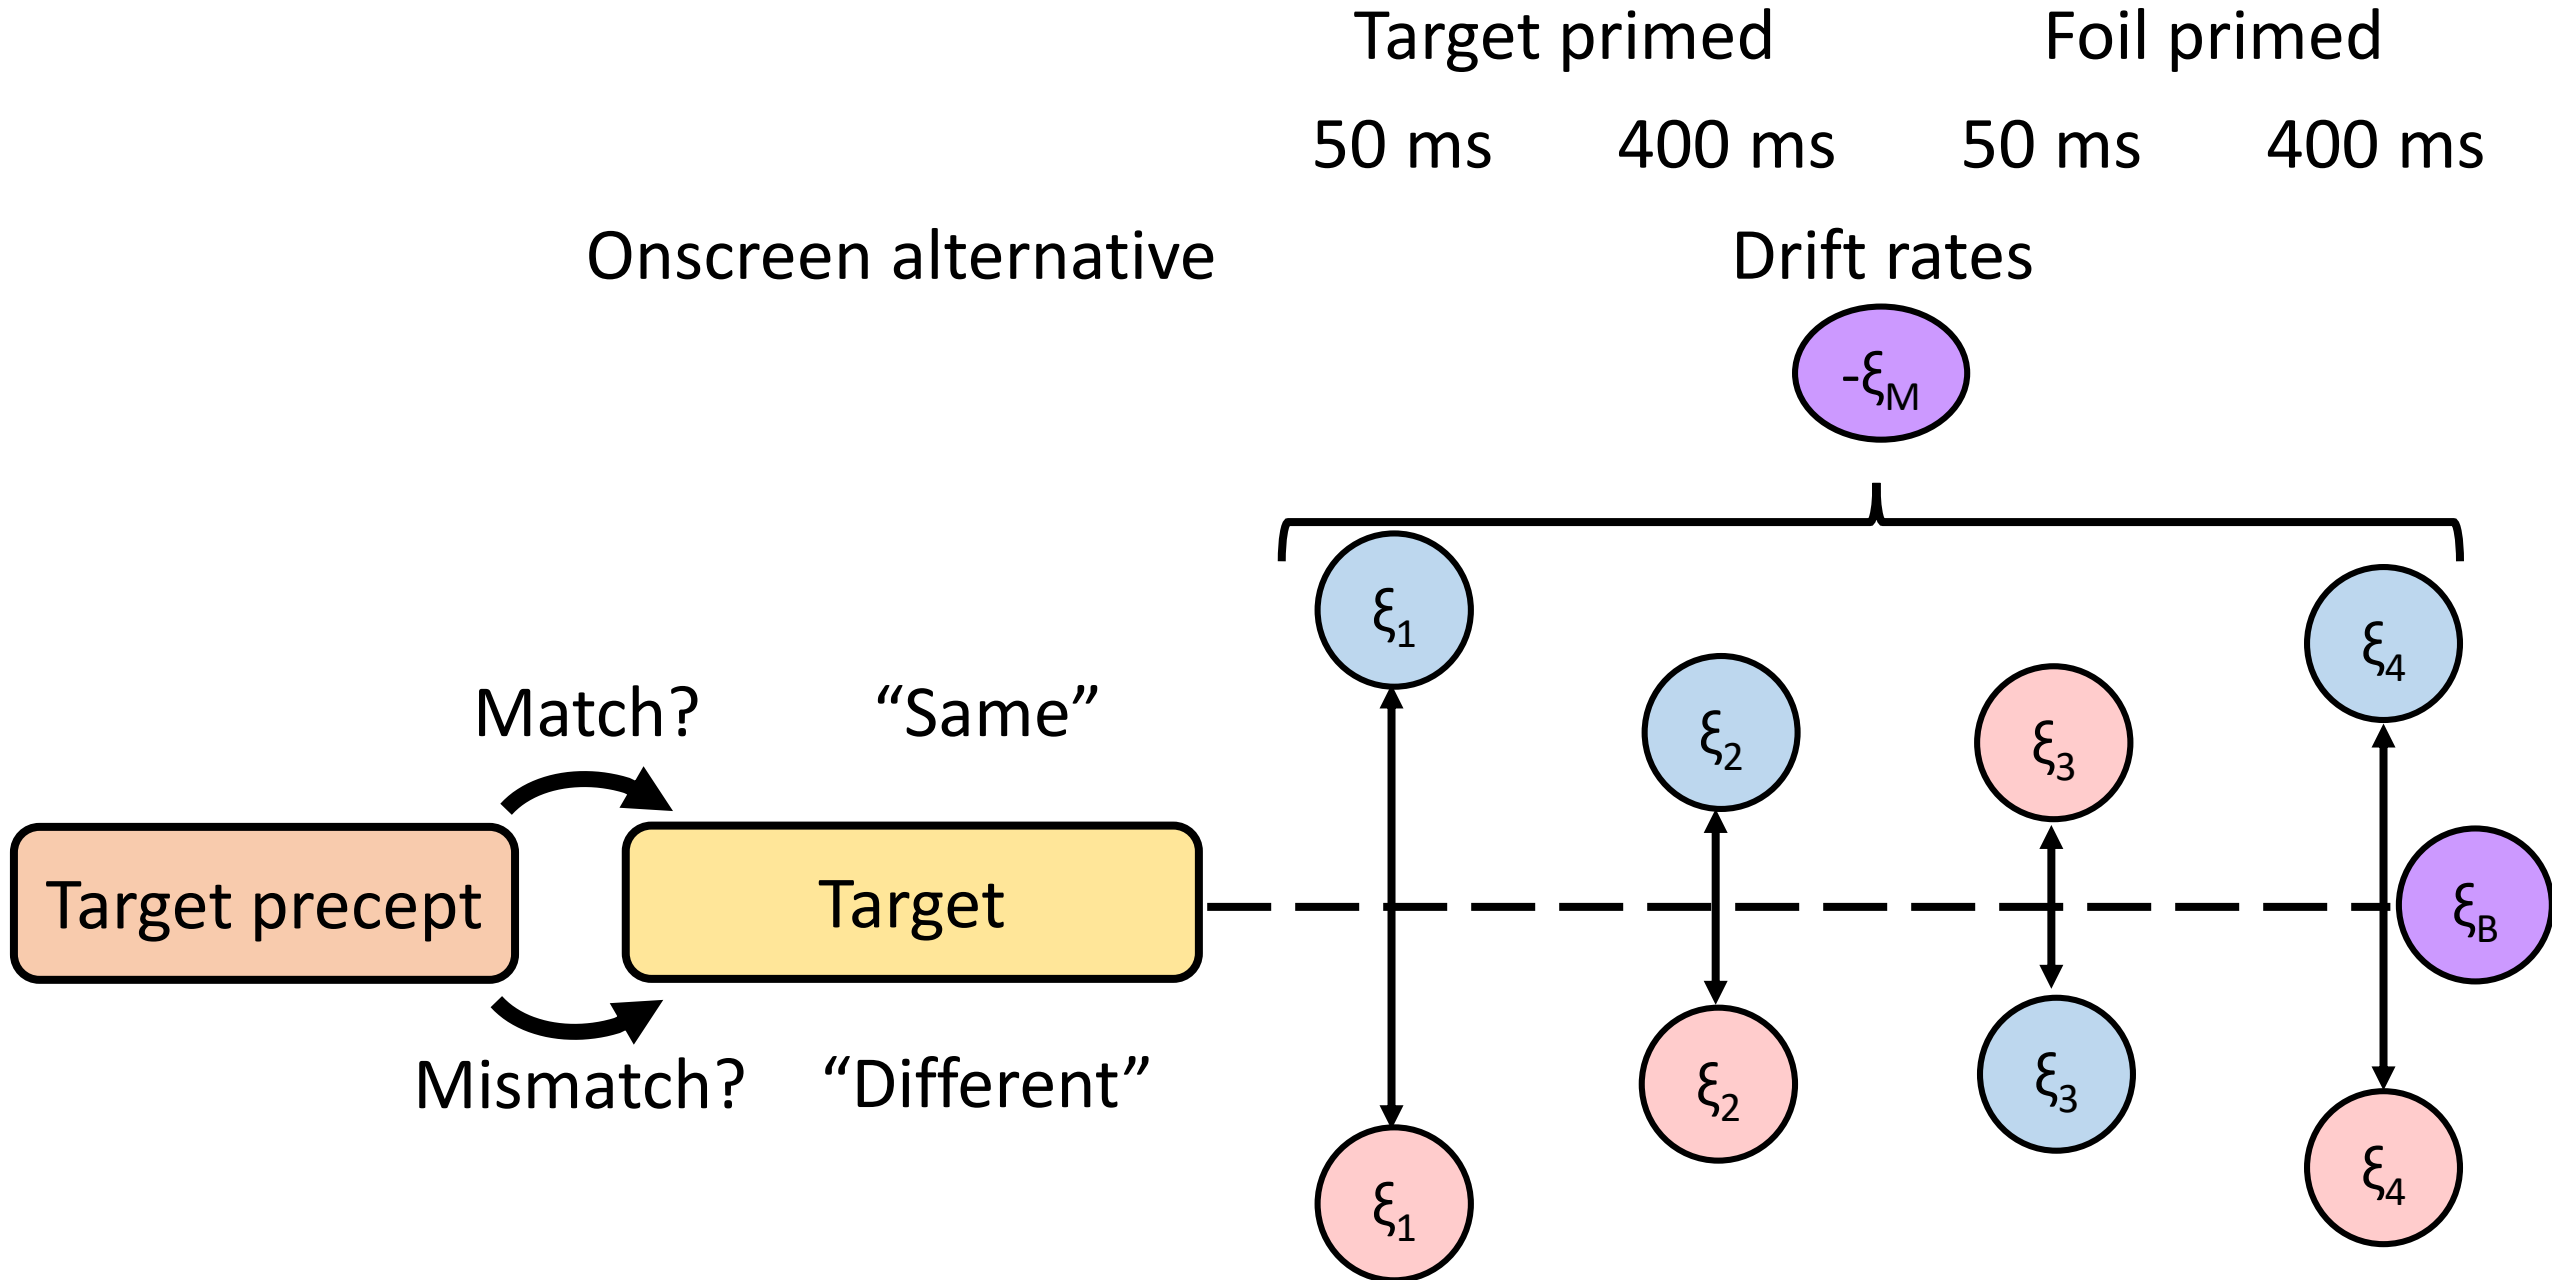 Target primed Foil primed
50 ms 400 ms 50 ms 400 ms
Onscreen alternative Drift rates
-ξM
ξ1 ξ4
Match? “Same” ξ2 ξ3
Target precept Target ξB
Mismatch? “Different” ξ2 ξ3
ξ1 ξ4